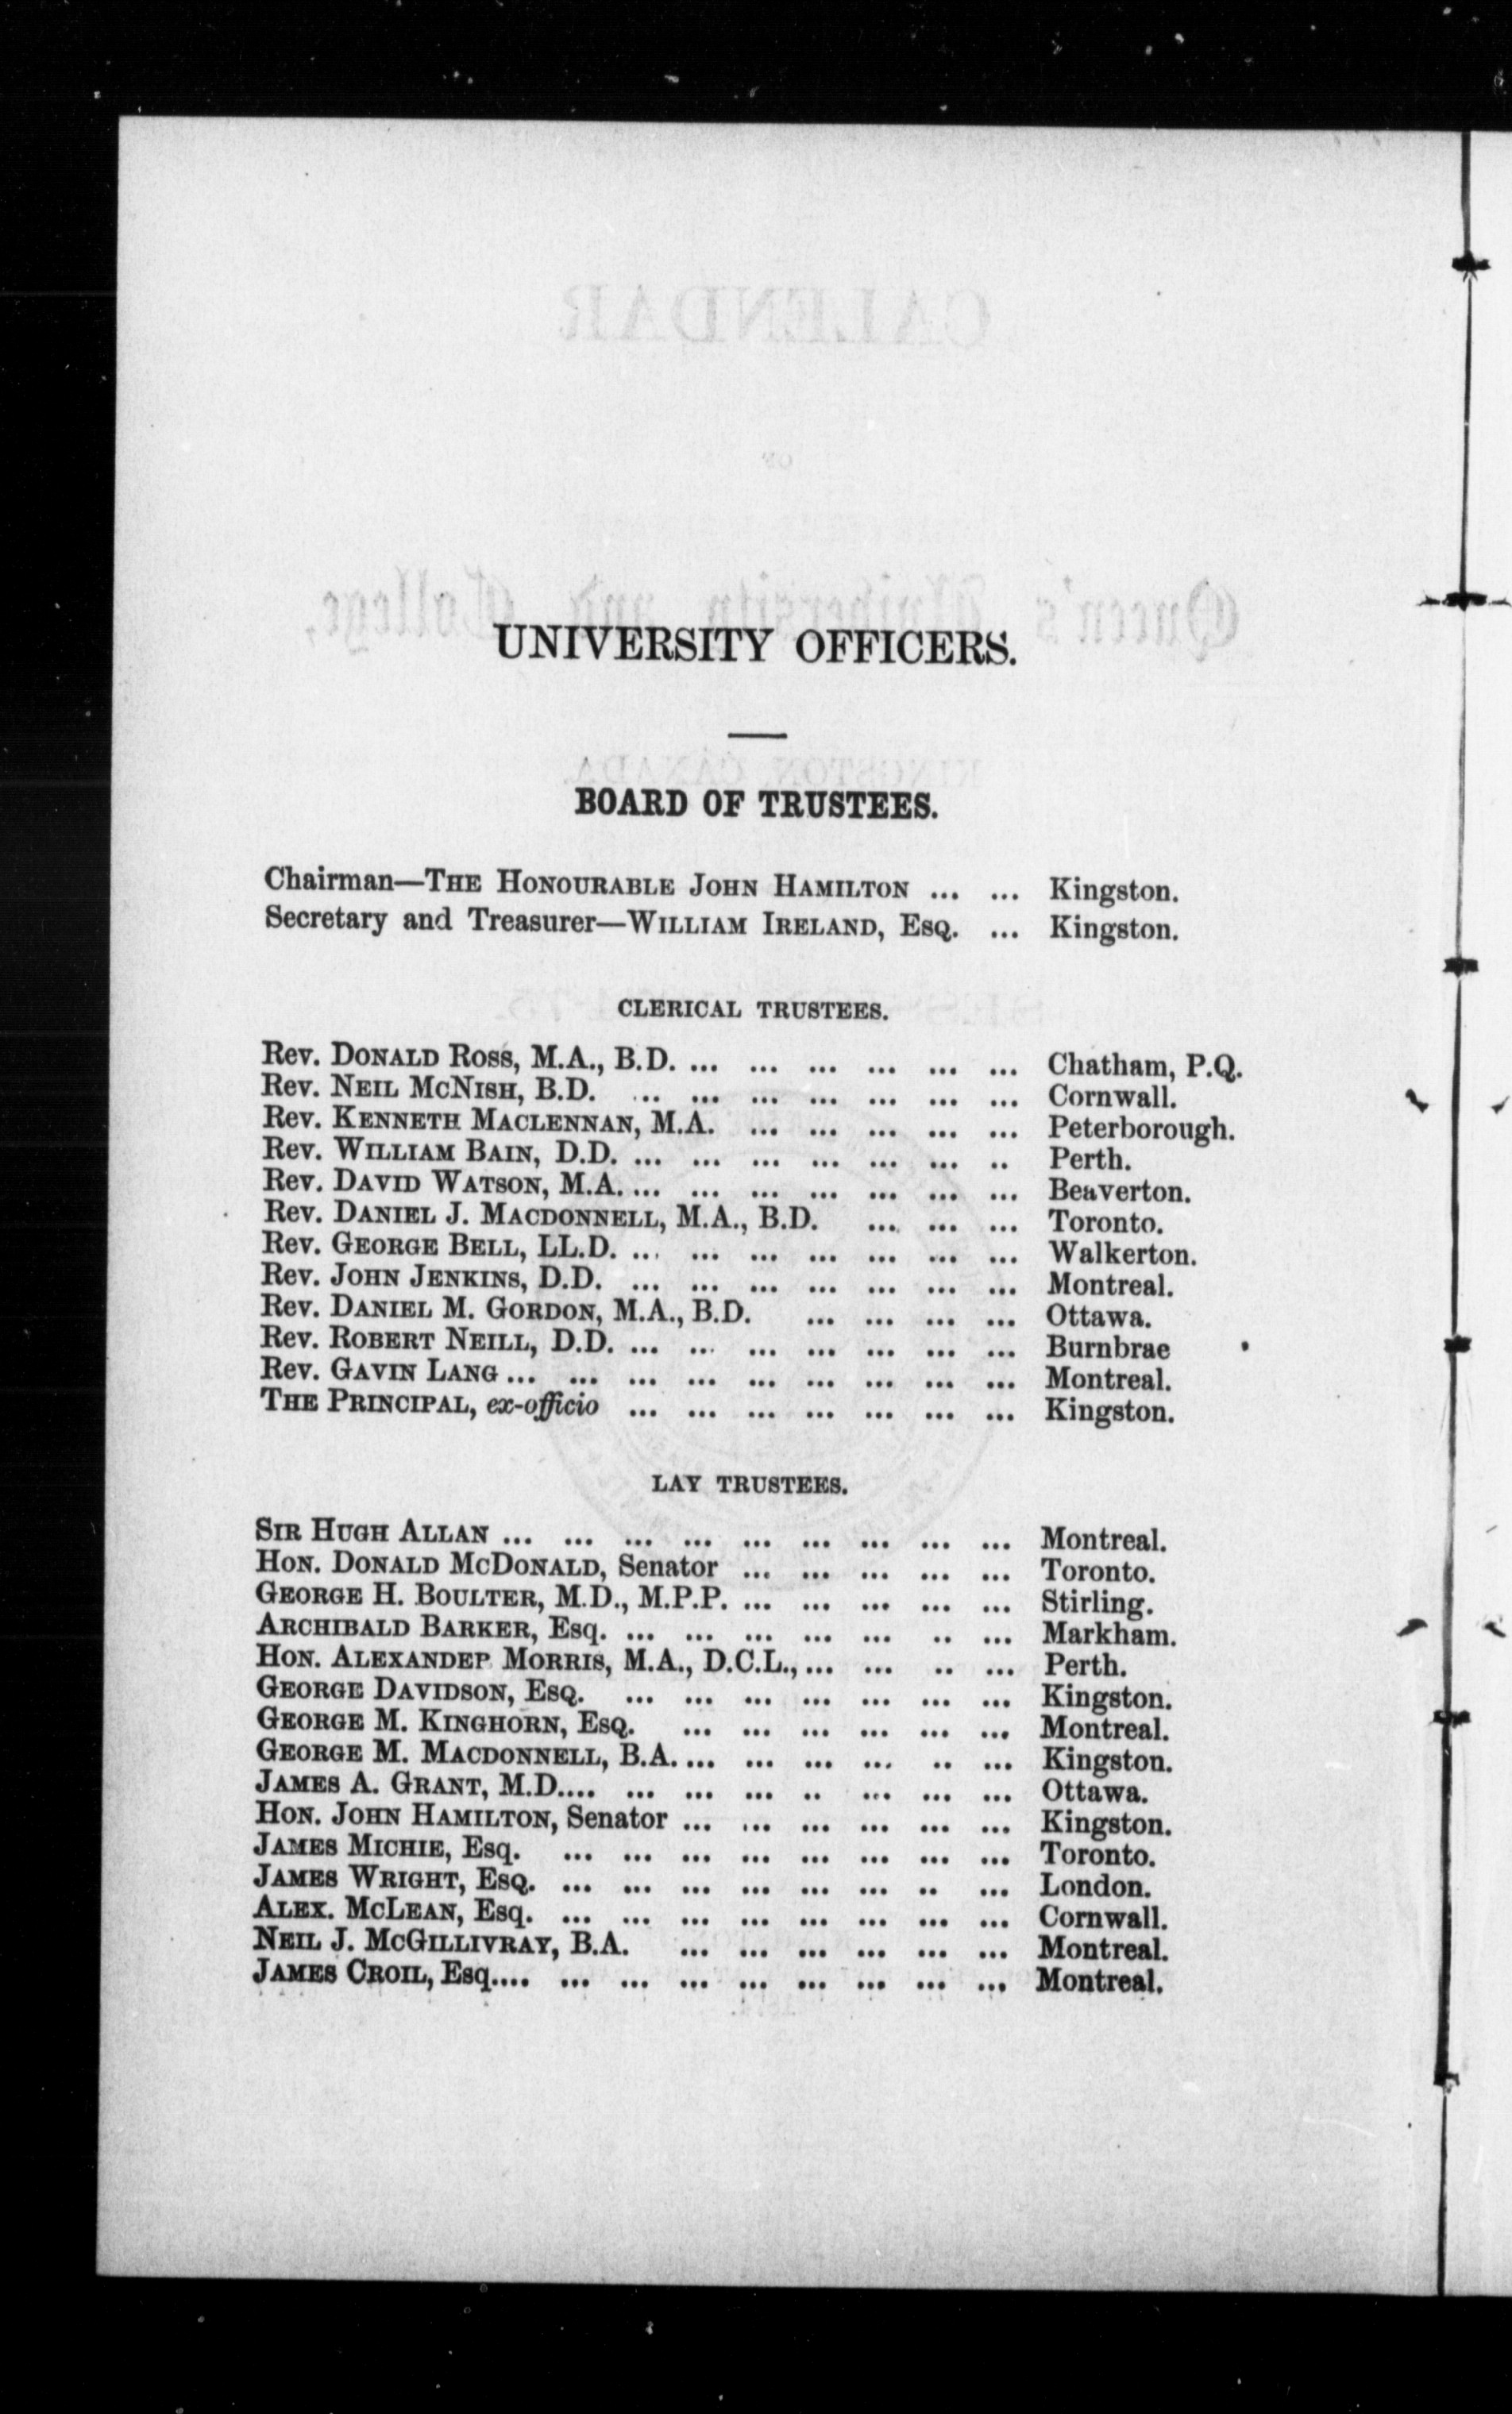 UNIVERSITY OFFICERS.
BOARD OF TRUSTEES.
Chairman—THE HONOURABLE JOHN HAMILTON ... ... Kingston.
Secretary and Treasurer—WILLIAM IRELAND, ESQ. ... Kingston.
CLERICAL TRUSTEES.
Rev. DONALD ROSS, M.A., B.D. ... ... ... ... ... ... Chatham, P.Q.
Rev. NEIL MCNISH, B.D. ... ... ... ... ... ... ... Cornwall.
Rev. KENNETH MACLENNAN, M.A. ... ... ... ... ... Peterborough.
Rev. WILLIAM BAIN, D.D. ... ... ... ... ... ... .. Perth.
Rev. DAVID WATSON, M.A. ... ... ... ... ... ... ... Beaverton.
Rev. DANIEL J. MACDONNELL, M.A., B.D. ... ... ... Toronto.
Rev. GEORGE BELL, LL.D. ... ... ... ... ... ... ... Walkerton.
Rev. JOHN JENKINS, D.D. ... ... ... ... ... ... ... Montreal.
Rev. DANIEL M. GORDON, M.A., B.D. ... ... ... ... Ottawa.
Rev. ROBERT NEILL, D.D. ... ... ... ... ... ... ... Burnbrae
Rev. GAVIN LANG ... ... ... ... ... ... ... ... ... Montreal.
THE PRINCIPAL, ex-officio ... ... ... ... ... ... ... Kingston.
LAY TRUSTEES.
SIR HUGH ALLAN ... ... ... ... ... ... ... ... ... Montreal.
HON. DONALD MCDONALD, Senator ... ... ... ... ... Toronto.
GEORGE H. BOULTER, M.D., M.P.P. ... ... ... ... ... Stirling.
ARCHIBALD BARKER, Esq. ... ... ... ... ... .. ... Markham.
HON. ALEXANDER MORRIS, M.A., D.C.L., ... ... .. ... Perth.
GEORGE DAVIDSON, ESQ. ... ... ... ... ... ... ... Kingston.
GEORGE M. KINGHORN, ESQ. ... ... ... ... ... ... Montreal.
GEORGE M. MACDONNELL, B.A. ... ... ... ... .. ... Kingston.
JAMES A. GRANT, M.D.... ... ... ... .. ... ... ... Ottawa.
HON. JOHN HAMILTON, Senator ... ... ... ... ... ... Kingston.
JAMES MICHIE, Esq. ... ... ... ... ... ... ... ... Toronto.
JAMES WRIGHT, ESQ. ... ... ... ... ... ... .. ... London.
ALEX. MCLEAN, Esq. ... ... ... ... ... ... ... ... Cornwall.
NEIL J. MCGILLIVRAY, B.A. ... ... ... ... ... ... Montreal.
JAMES CROIL, Esq.... ... ... ... ... ... ... ... ... Montreal.